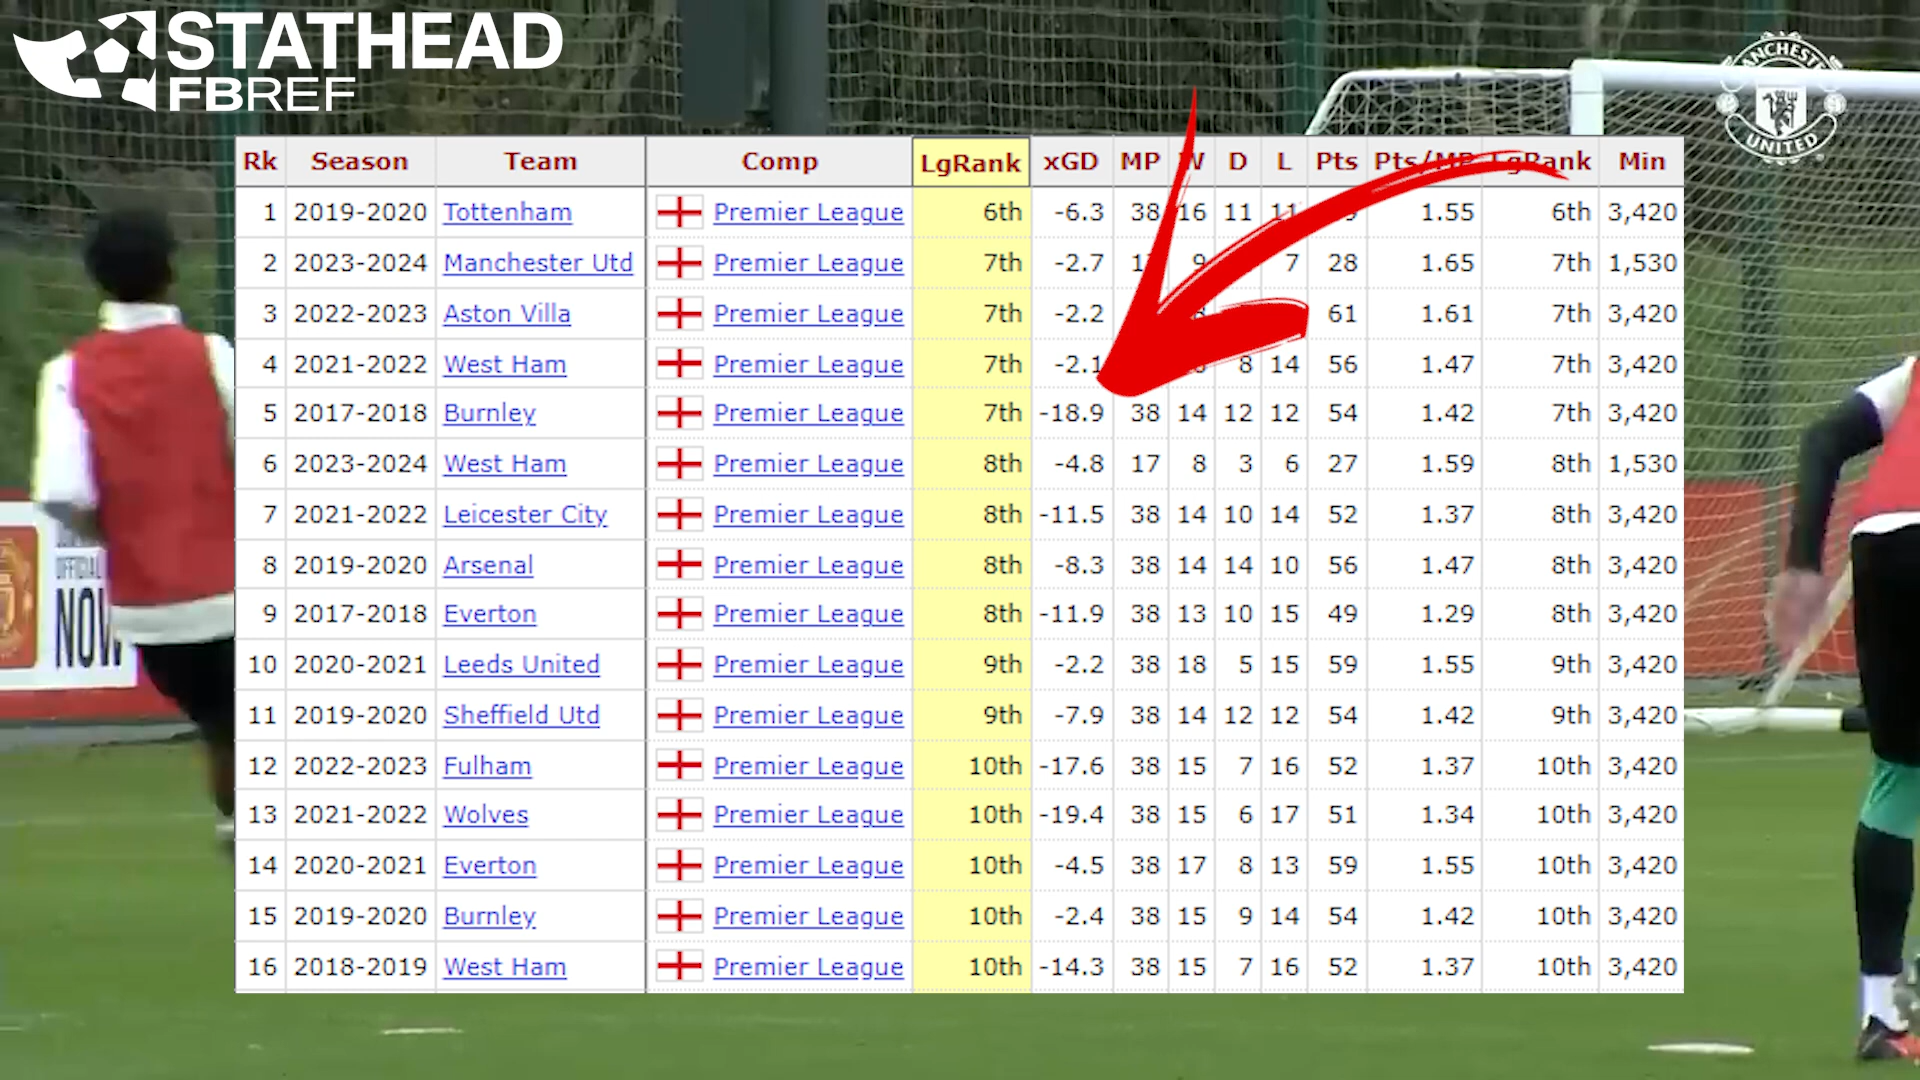 STATHEAD
FBREF
MANCHESTER
UNITED
Rk Season Team Comp LgRank xGD MP W D L Pts Pts/MP LgRank Min
1 2019-2020 Tottenham Premier League 6th -6.3 38 16 11 11 1.55 6th 3,420
2 2023-2024 Manchester Utd Premier League 7th -2.7 9 7 28 1.65 7th 1,530
3 2022-2023 Aston Villa Premier League 7th -2.2 61 1.61 7th 3,420
4 2021-2022 West Ham Premier League 7th -2.1 8 14 56 1.47 7th 3,420
5 2017-2018 Burnley Premier League 7th -18.9 38 14 12 12 54 1.42 7th 3,420
6 2023-2024 West Ham Premier League 8th -4.8 17 8 3 6 27 1.59 8th 1,530
7 2021-2022 Leicester City Premier League 8th -11.5 38 14 10 14 52 1.37 8th 3,420
8 2019-2020 Arsenal Premier League 8th -8.3 38 14 14 10 56 1.47 8th 3,420
9 2017-2018 Everton Premier League 8th -11.9 38 13 10 15 49 1.29 8th 3,420
10 2020-2021 Leeds United Premier League 9th -2.2 38 18 5 15 59 1.55 9th 3,420
11 2019-2020 Sheffield Utd Premier League 9th -7.9 38 14 12 12 54 1.42 9th 3,420
12 2022-2023 Fulham Premier League 10th -17.6 38 15 7 16 52 1.37 10th 3,420
13 2021-2022 Wolves Premier League 10th -19.4 38 15 6 17 51 1.34 10th 3,420
14 2020-2021 Everton Premier League 10th -4.5 38 17 8 13 59 1.55 10th 3,420
15 2019-2020 Burnley Premier League 10th -2.4 38 15 9 14 54 1.42 10th 3,420
16 2018-2019 West Ham Premier League 10th -14.3 38 15 7 16 52 1.37 10th 3,420
OFFICIAL
NOW